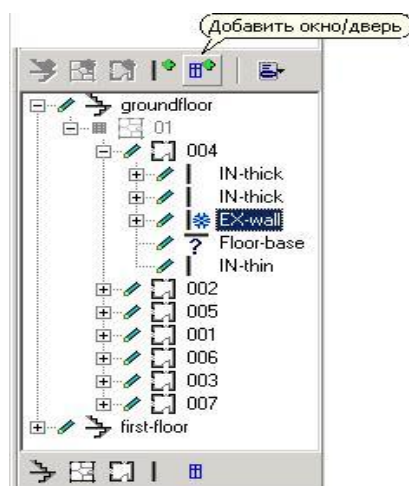 Добавить окно/дверь
groundfloor
01
004
IN-thick
IN-thick
EX-wall
Floor-base
IN-thin
002
005
001
006
003
007
first-floor